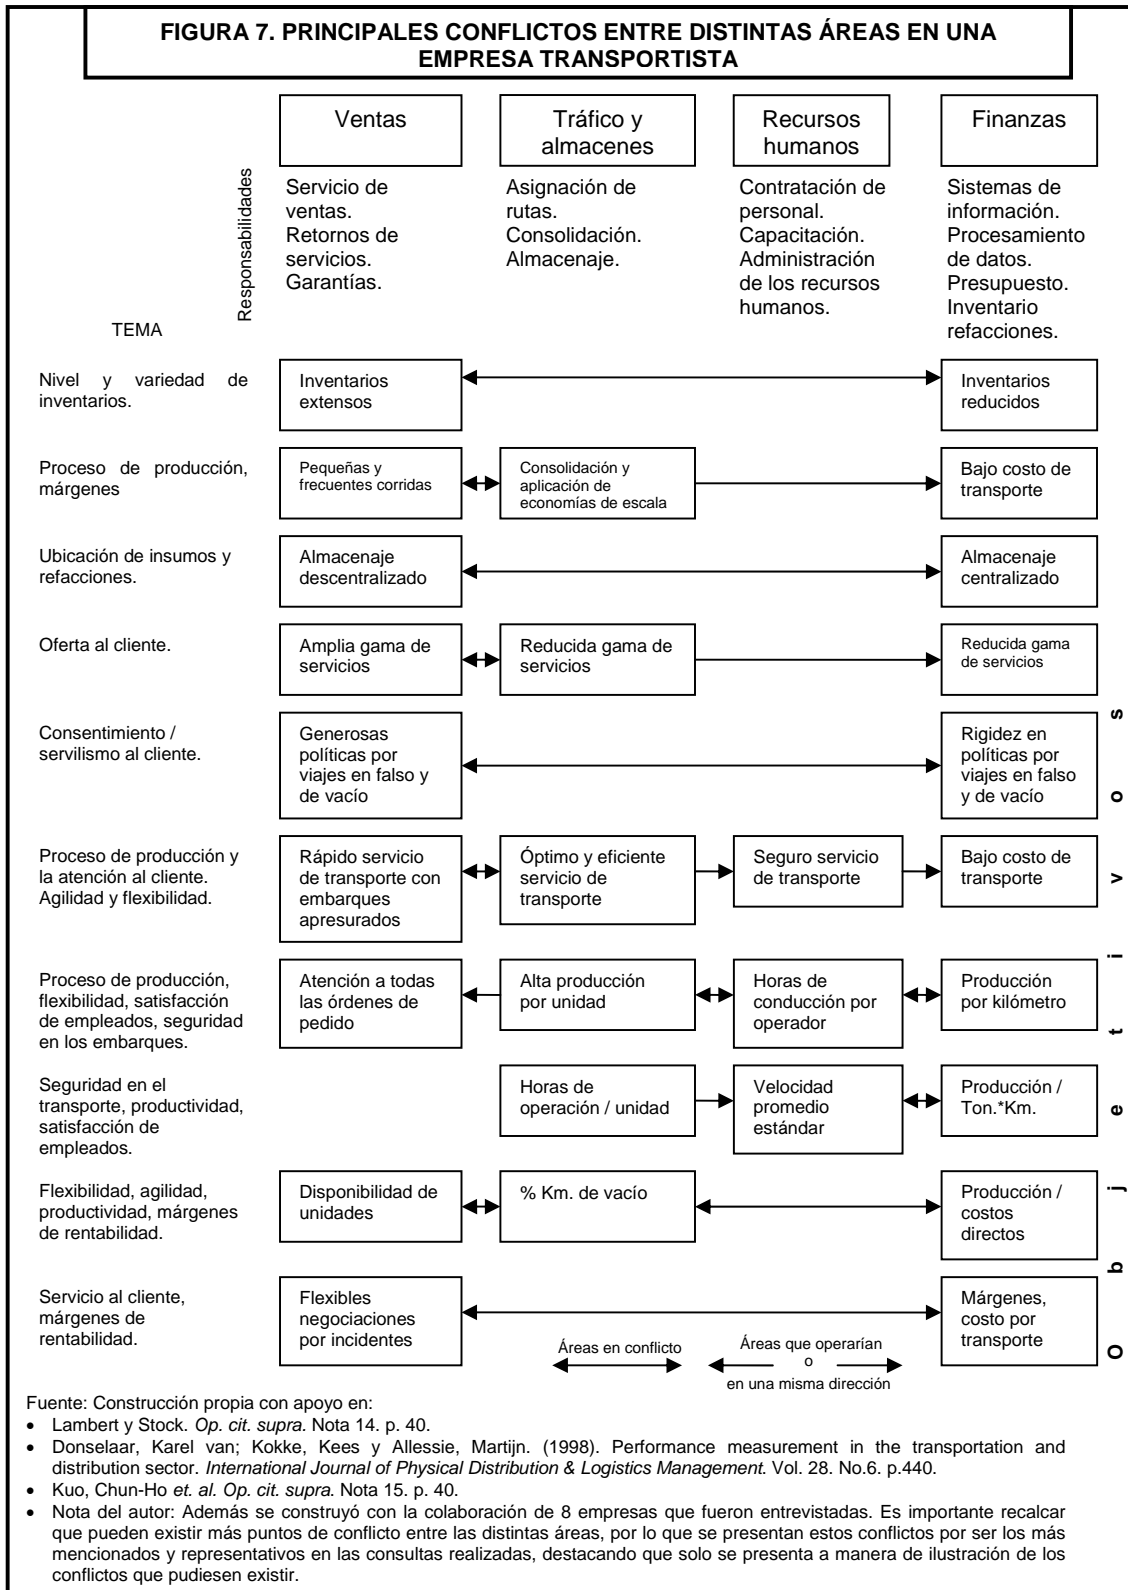 FIGURA 7. PRINCIPALES CONFLICTOS ENTRE DISTINTAS ÁREAS EN UNA
EMPRESA TRANSPORTISTA
Ventas
Tráfico y
almacenes
Recursos
humanos
Finanzas
Responsabilidades
Servicio de
ventas.
Retornos de
servicios.
Garantías.
Asignación de
rutas.
Consolidación.
Almacenaje.
Contratación de
personal.
Capacitación.
Administración
de los recursos
humanos.
Sistemas de
información.
Procesamiento
de datos.
Presupuesto.
Inventario
refacciones.
TEMA
Nivel y variedad de
inventarios.
Inventarios
extensos
Inventarios
reducidos
Proceso de producción,
márgenes
Pequeñas y
frecuentes corridas
Consolidación y
aplicación de
economías de escala
Bajo costo de
transporte
Ubicación de insumos y
refacciones.
Almacenaje
descentralizado
Almacenaje
centralizado
Oferta al cliente.
Amplia gama de
servicios
Reducida gama de
servicios
Reducida gama
de servicios
Consentimiento /
servilismo al cliente.
Generosas
políticas por
viajes en falso y
de vacío
Rigidez en
políticas por
viajes en falso
y de vacío
Proceso de producción y
la atención al cliente.
Agilidad y flexibilidad.
Rápido servicio
de transporte con
embarques
apresurados
Óptimo y eficiente
servicio de
transporte
Seguro servicio
de transporte
Bajo costo de
transporte
Proceso de producción,
flexibilidad, satisfacción
de empleados, seguridad
en los embarques.
Atención a todas
las órdenes de
pedido
Alta producción
por unidad
Horas de
conducción por
operador
Producción
por kilómetro
Seguridad en el
transporte, productividad,
satisfacción de
empleados.
Horas de
operación / unidad
Velocidad
promedio
estándar
Producción /
Ton.*Km.
Flexibilidad, agilidad,
productividad, márgenes
de rentabilidad.
Disponibilidad de
unidades
% Km. de vacío
Producción /
costos
directos
Servicio al cliente,
márgenes de
rentabilidad.
Flexibles
negociaciones
por incidentes
Márgenes,
costo por
transporte
Objetivos
Áreas en conflicto
Áreas que operarían
o
en una misma dirección
Fuente: Construcción propia con apoyo en:
• Lambert y Stock. Op. cit. supra. Nota 14. p. 40.
• Donselaar, Karel van; Kokke, Kees y Allessie, Martijn. (1998). Performance measurement in the transportation and
distribution sector. International Journal of Physical Distribution & Logistics Management. Vol. 28. No.6. p.440.
• Kuo, Chun-Ho et. al. Op. cit. supra. Nota 15. p. 40.
• Nota del autor: Además se construyó con la colaboración de 8 empresas que fueron entrevistadas. Es importante recalcar
que pueden existir más puntos de conflicto entre las distintas áreas, por lo que se presentan estos conflictos por ser los más
mencionados y representativos en las consultas realizadas, destacando que solo se presenta a manera de ilustración de los
conflictos que pudiesen existir.